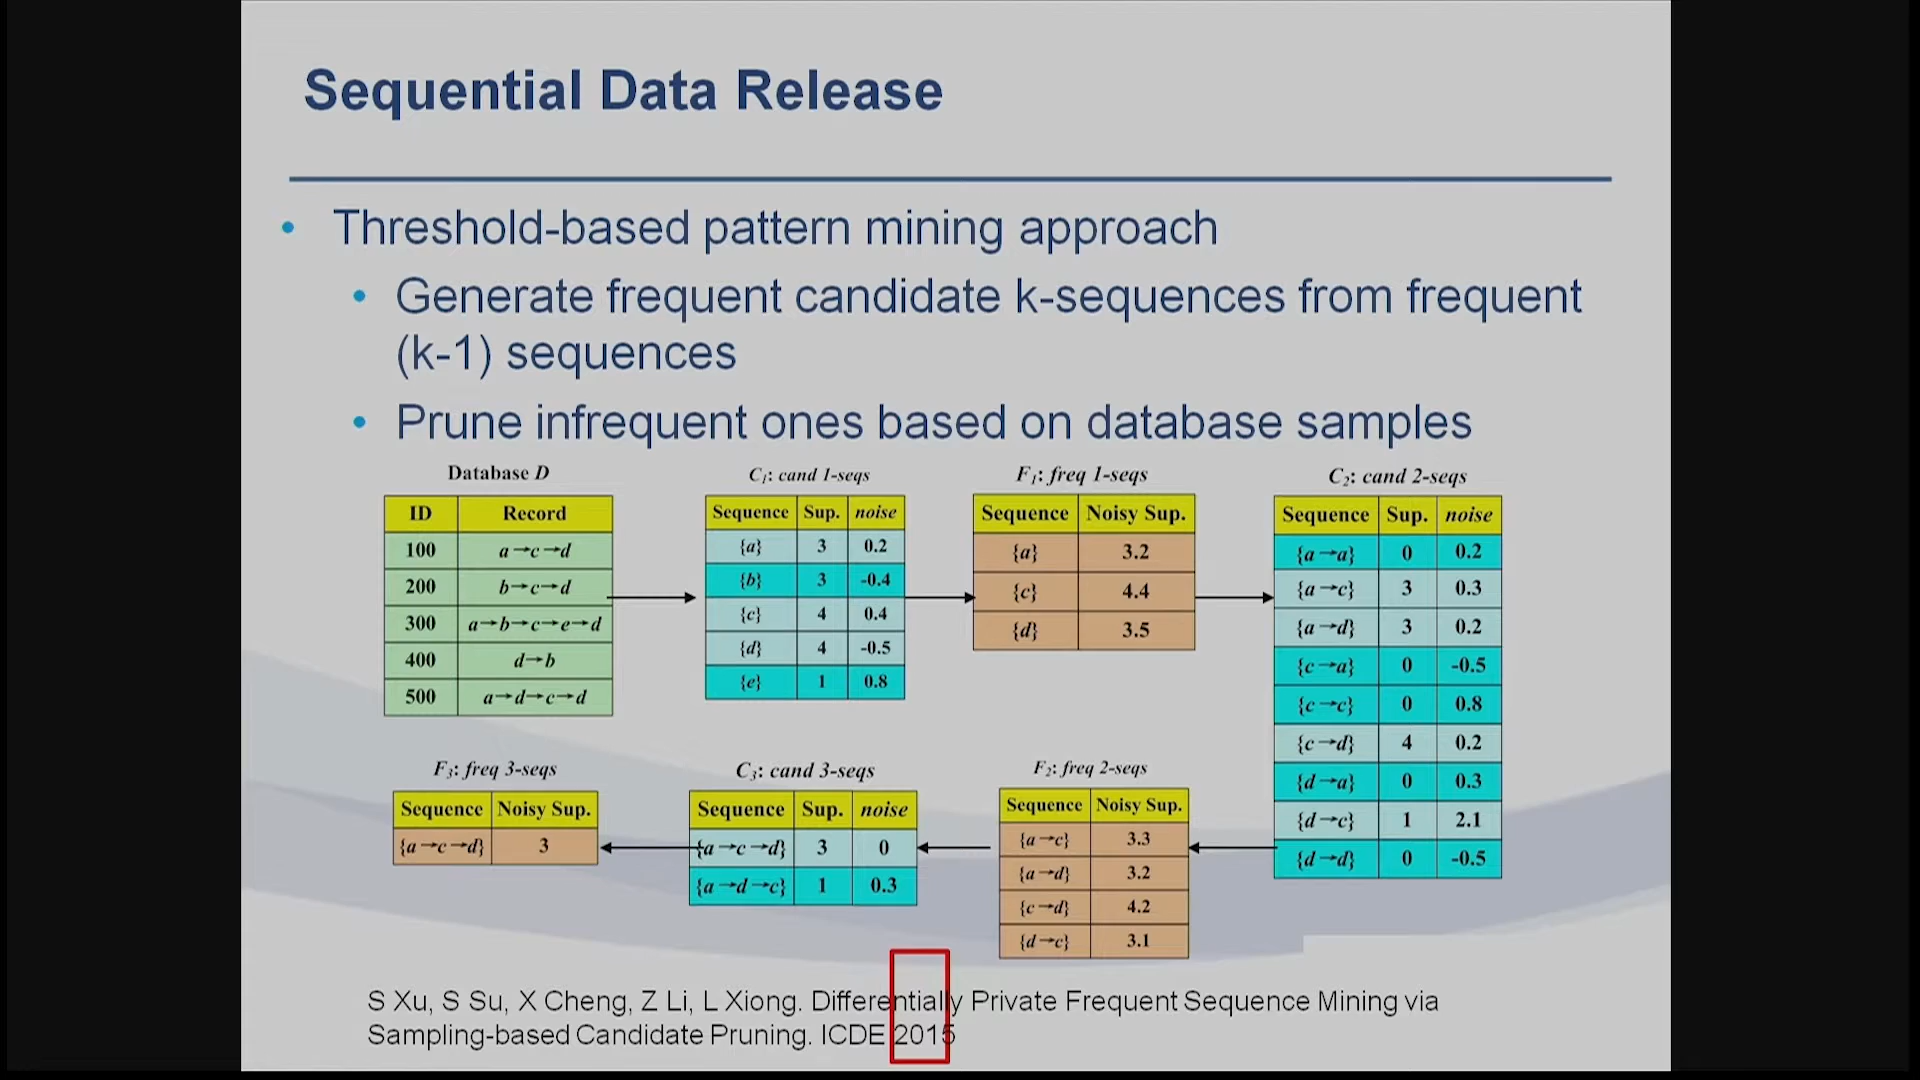 Sequential Data Release
• Threshold-based pattern mining approach
• Generate frequent candidate k-sequences from frequent
(k-1) sequences
• Prune infrequent ones based on database samples
Database D
ID Record
100 a→c→d
200 b→c→d
300 a→b→c→e→d
400 d→b
500 a→d→c→d
C₁: cand 1-seqs
Sequence Sup. noise
{a} 3 0.2
{b} 3 -0.4
{c} 4 0.4
{d} 4 -0.5
{e} 1 0.8
F₁: freq 1-seqs
Sequence Noisy Sup.
{a} 3.2
{c} 4.4
{d} 3.5
C₂: cand 2-seqs
Sequence Sup. noise
{a→a} 0 0.2
{a→c} 3 0.3
{a→d} 3 0.2
{c→a} 0 -0.5
{c→c} 0 0.8
{c→d} 4 0.2
{d→a} 0 0.3
{d→c} 1 2.1
{d→d} 0 -0.5
F₂: freq 2-seqs
Sequence Noisy Sup.
{a→c} 3.3
{a→d} 3.2
{c→d} 4.2
{d→c} 3.1
C₃: cand 3-seqs
Sequence Sup. noise
{a→c→d} 3 0
{a→d→c} 1 0.3
F₃: freq 3-seqs
Sequence Noisy Sup.
{a→c→d} 3
S Xu, S Su, X Cheng, Z Li, L Xiong. Differentially Private Frequent Sequence Mining via
Sampling-based Candidate Pruning. ICDE 2015